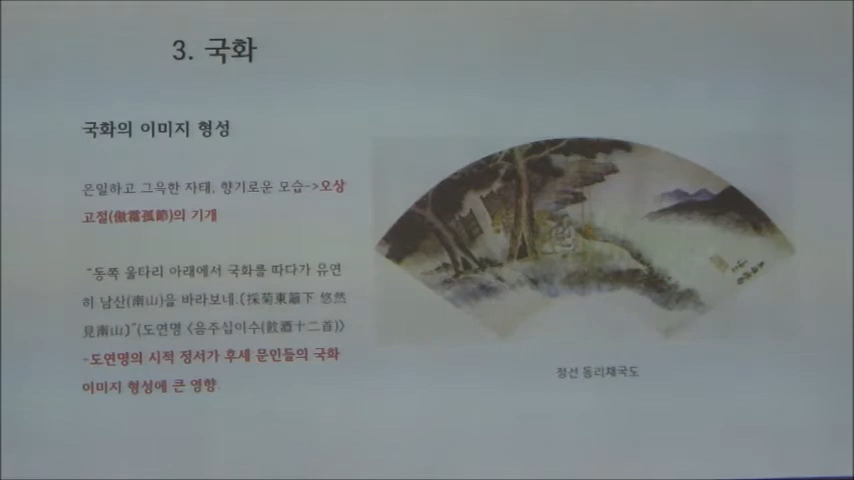 3. 국화
국화의 이미지 형성
은일하고 그윽한 자태, 향기로운 모습->오상
고절(傲霜孤節)의 기개
"동쪽 울타리 아래에서 국화를 따다가 유연
히 남산(南山)을 바라보네.(採菊東籬下 悠然
見南山)"(도연명 《음주십이수(飮酒十二首)》
-도연명의 시적 정서가 후세 문인들의 국화
이미지 형성에 큰 영향
정선 동리채국도